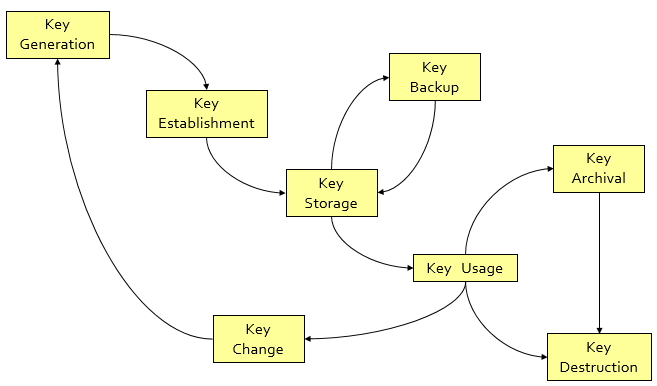 Key
Generation
Key
Establishment
Key
Backup
Key
Storage
Key
Archival
Key Usage
Key
Change
Key
Destruction